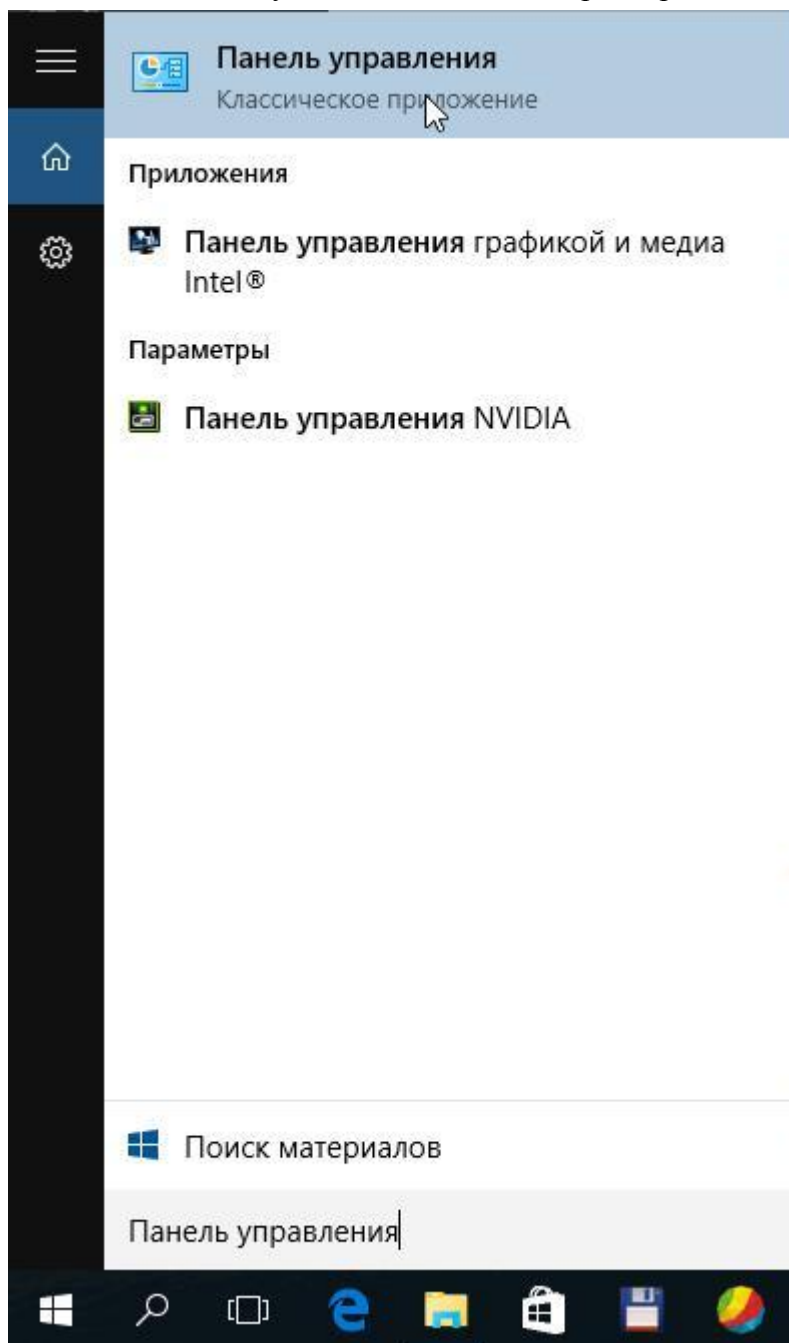 Панель управления
Классическое приложение
Приложения
Панель управления графикой и медиа
Intel®
Параметры
Панель управления NVIDIA
Поиск материалов
Панель управления